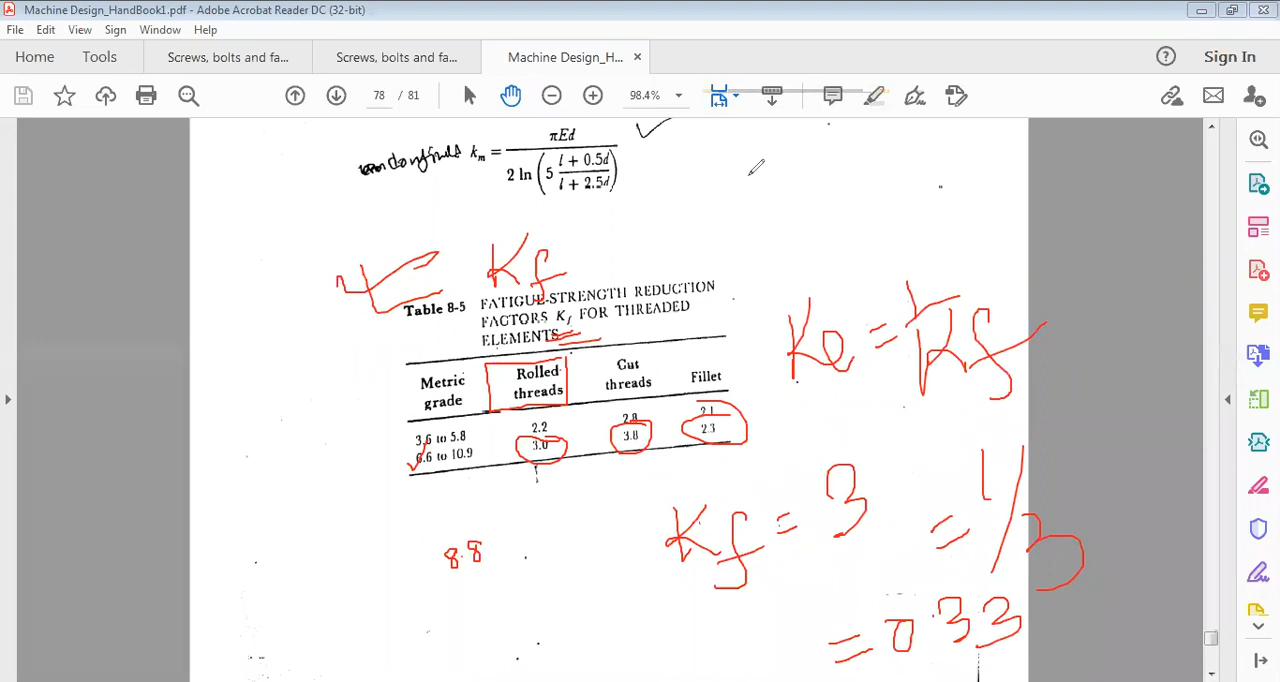 Machine Design_HandBook1.pdf - Adobe Acrobat Reader DC (32-bit)
File Edit View Sign Window Help
Home Tools Screws, bolts and fa... Screws, bolts and fa... Machine Design_H... × Sign In
78 / 81 98.4%
k_m = πEd / 2 ln (5 (l + 0.5d) / (l + 2.5d))
Kf
Table 8-5 FATIGUE-STRENGTH REDUCTION
FACTORS K_f FOR THREADED
ELEMENTS
Metric grade Rolled threads Cut threads Fillet
3.6 to 5.8 2.2 2.8 2.1
6.6 to 10.9 3.0 3.8 2.3
Ke = 1/Kf
Kf = 3 = 1/3
8.8
= 0.33